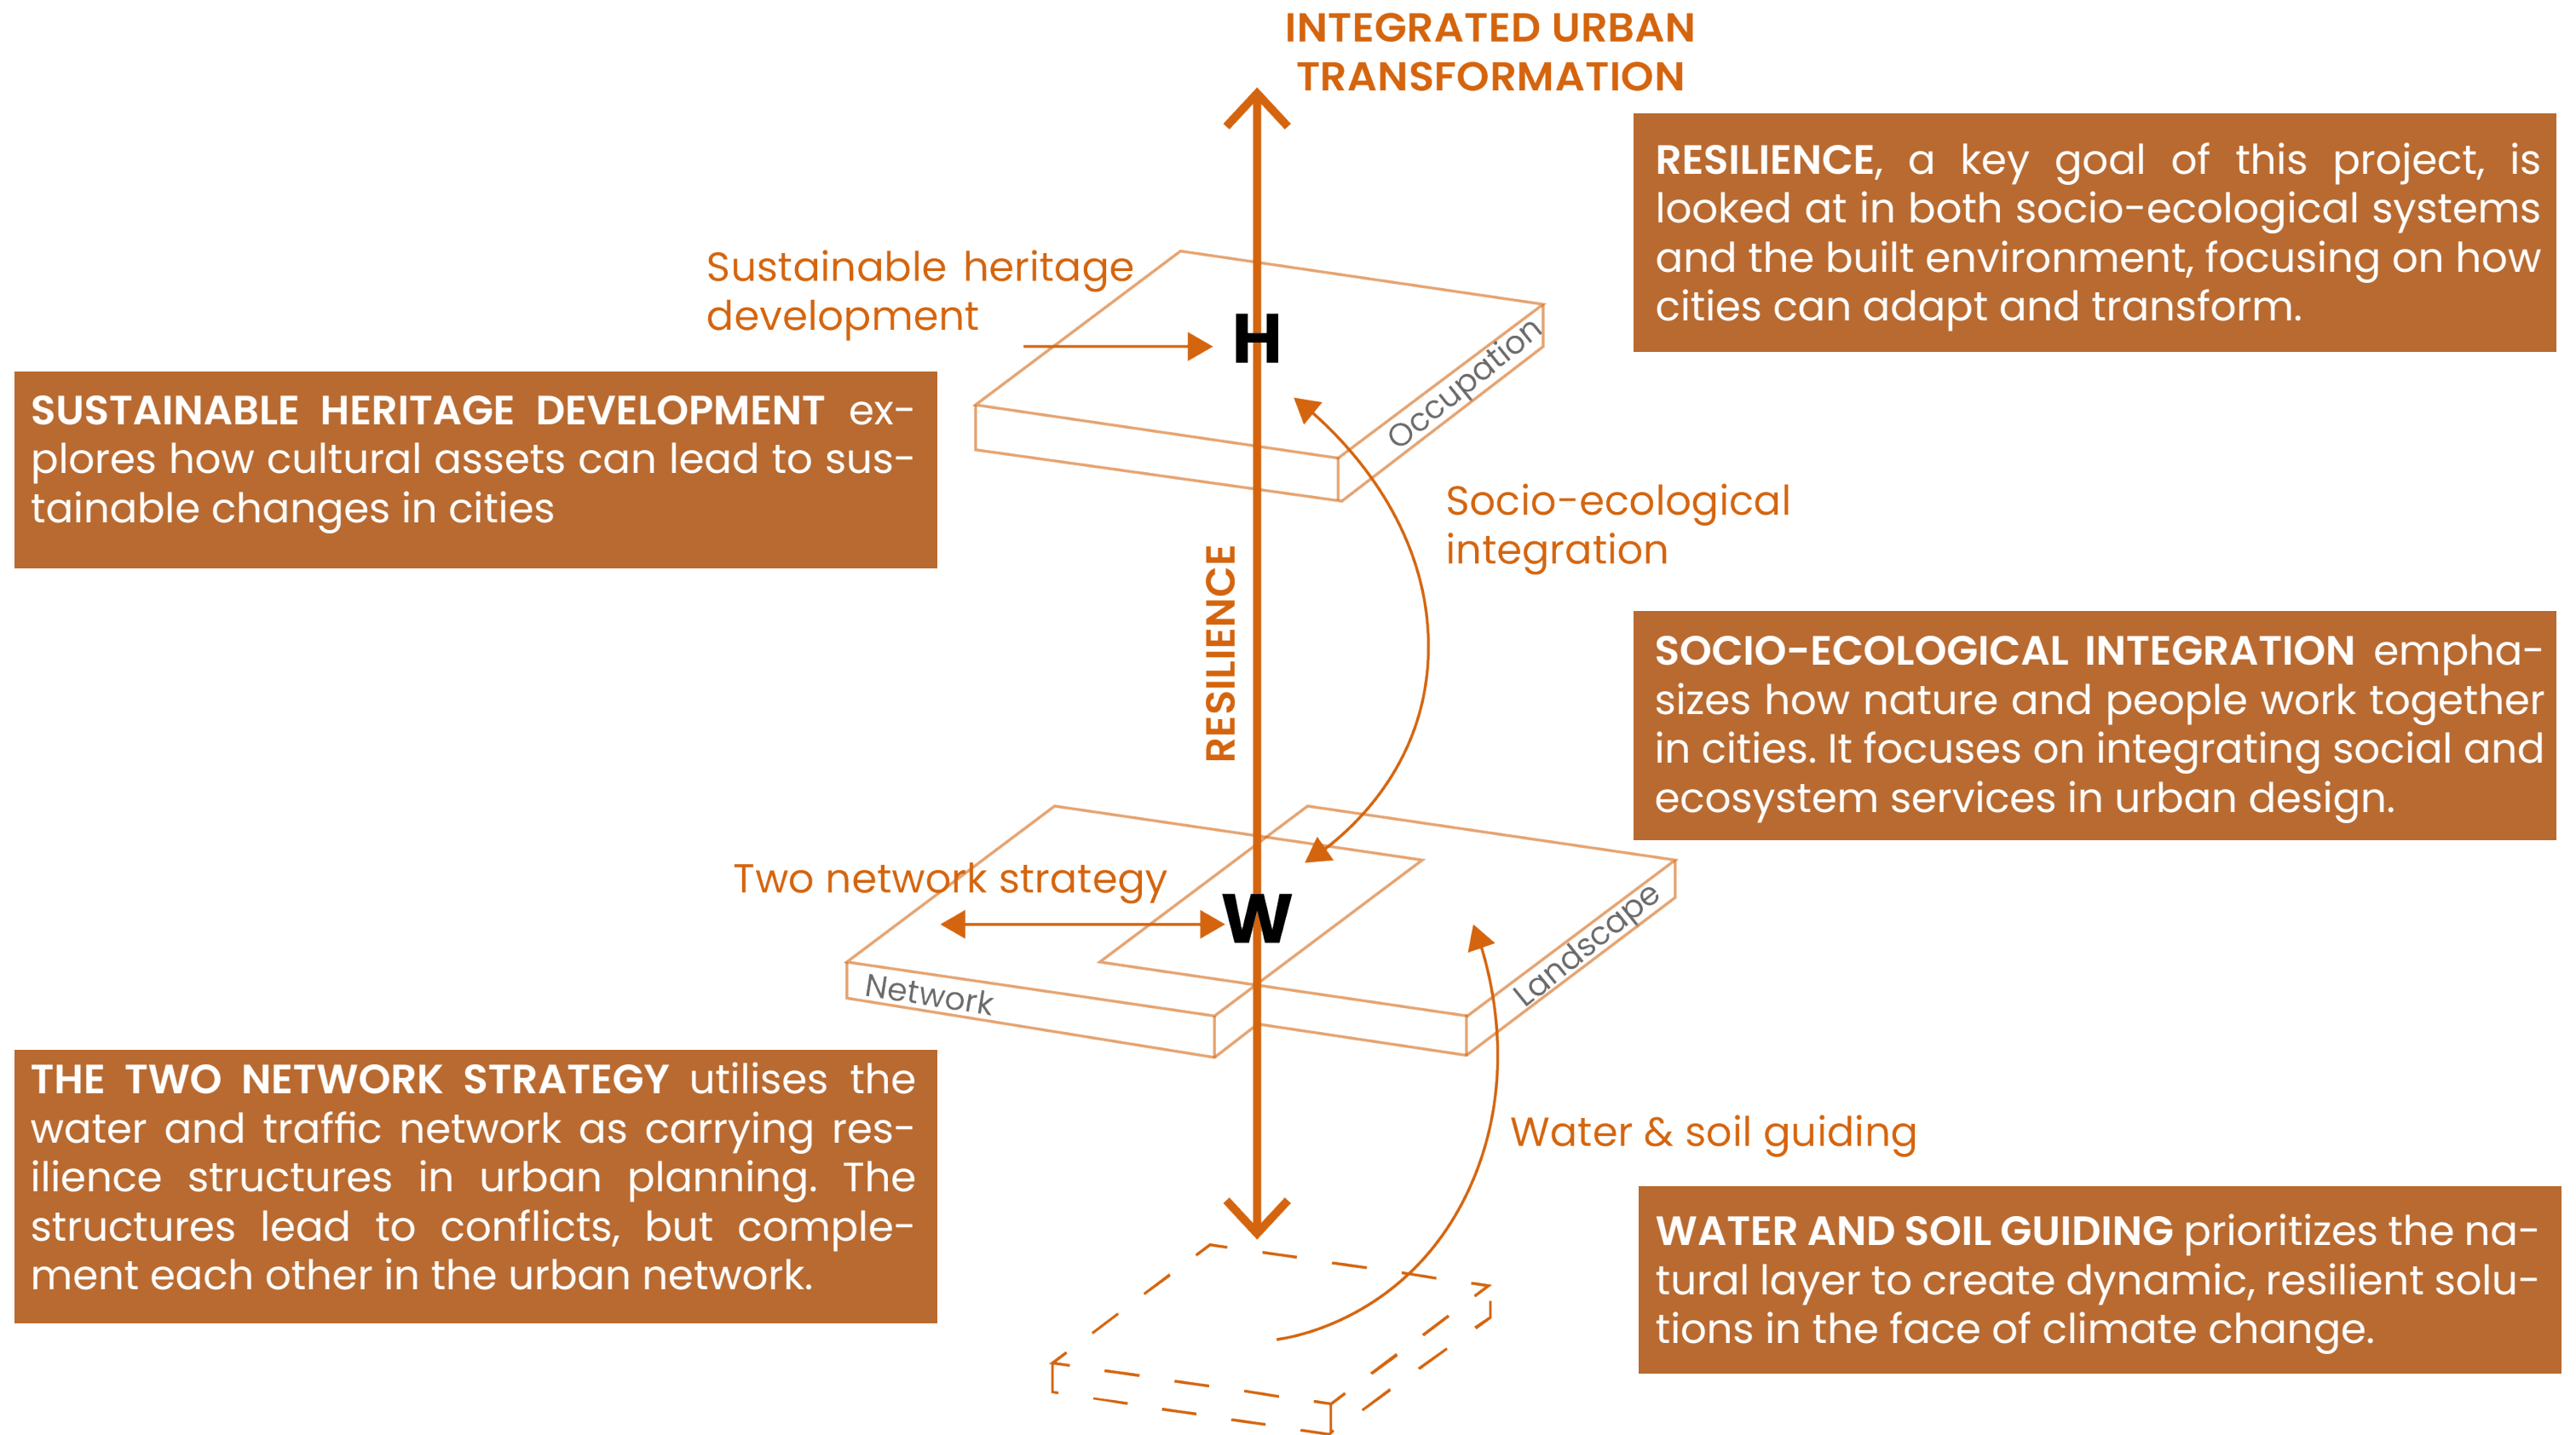 INTEGRATED URBAN
TRANSFORMATION
RESILIENCE, a key goal of this project, is
looked at in both socio-ecological systems
and the built environment, focusing on how
cities can adapt and transform.
Sustainable heritage
development
H
Occupation
SUSTAINABLE HERITAGE DEVELOPMENT ex-
plores how cultural assets can lead to sus-
tainable changes in cities
Socio-ecological
integration
RESILIENCE
SOCIO-ECOLOGICAL INTEGRATION empha-
sizes how nature and people work together
in cities. It focuses on integrating social and
ecosystem services in urban design.
Two network strategy
W
Network
Landscape
THE TWO NETWORK STRATEGY utilises the
water and traffic network as carrying res-
ilience structures in urban planning. The
structures lead to conflicts, but comple-
ment each other in the urban network.
Water & soil guiding
WATER AND SOIL GUIDING prioritizes the na-
tural layer to create dynamic, resilient solu-
tions in the face of climate change.